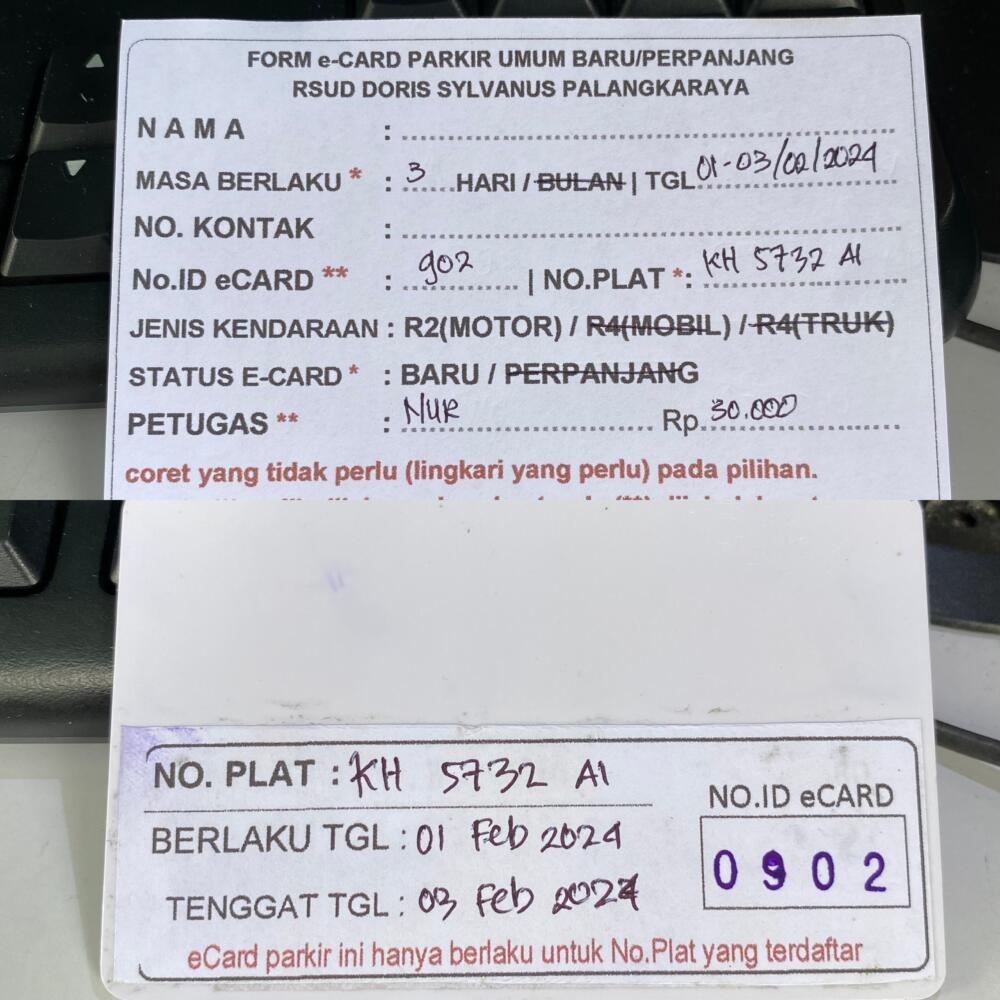 FORM e-CARD PARKIR UMUM BARU/PERPANJANG
RSUD DORIS SYLVANUS PALANGKARAYA
N A M A :
MASA BERLAKU * : 3 HARI / BULAN | TGL 01-03/02/2024
NO. KONTAK :
No.ID eCARD ** : 902 | NO.PLAT *: KH 5732 AI
JENIS KENDARAAN : R2(MOTOR) / R4(MOBIL) / R4(TRUK)
STATUS E-CARD * : BARU / PERPANJANG
PETUGAS ** : NUR Rp. 30.000
coret yang tidak perlu (lingkari yang perlu) pada pilihan.
NO. PLAT : KH 5732 AI
NO.ID eCARD
BERLAKU TGL : 01 Feb 2024
0902
TENGGAT TGL : 03 Feb 2024
eCard parkir ini hanya berlaku untuk No.Plat yang terdaftar